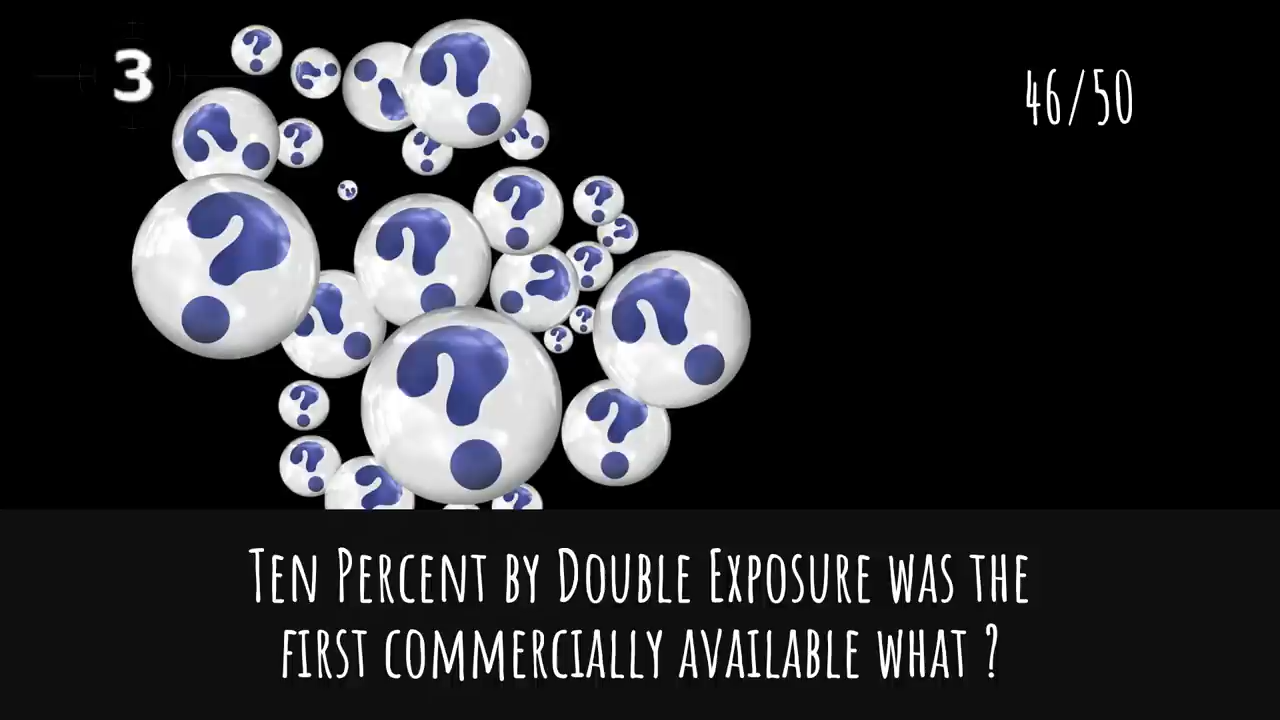 3
46/50
Ten Percent by Double Exposure was the
first commercially available what ?